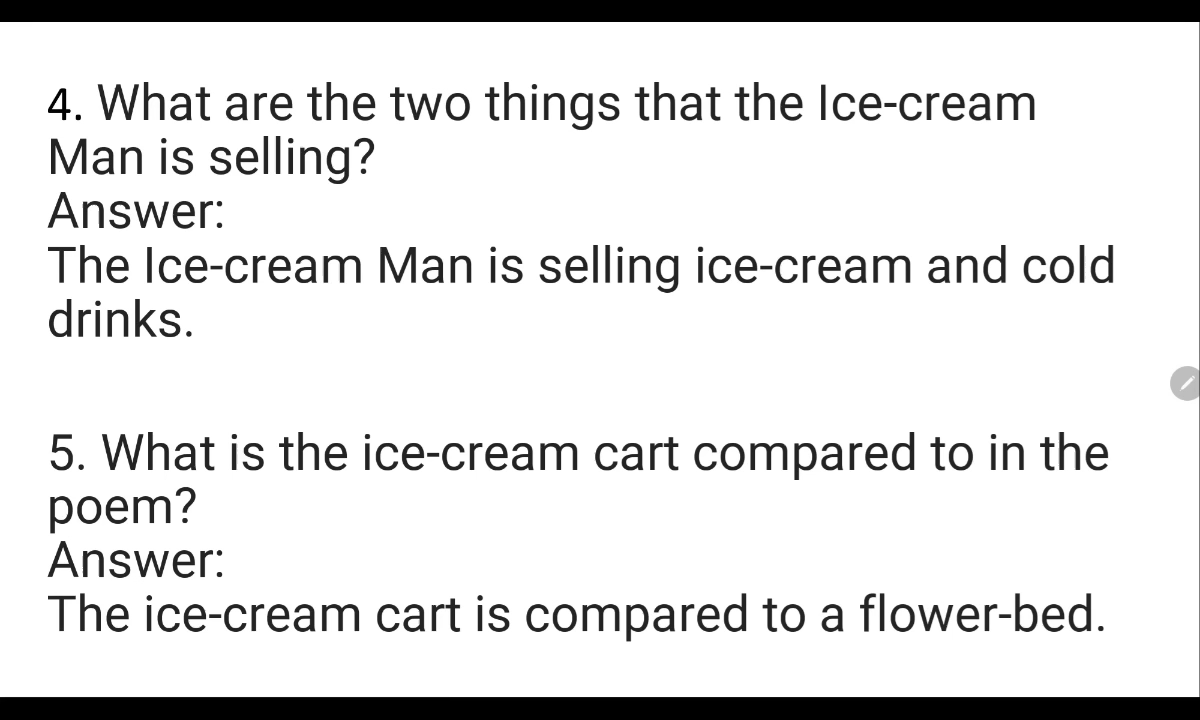 4. What are the two things that the Ice-cream
Man is selling?
Answer:
The Ice-cream Man is selling ice-cream and cold
drinks.
5. What is the ice-cream cart compared to in the
poem?
Answer:
The ice-cream cart is compared to a flower-bed.